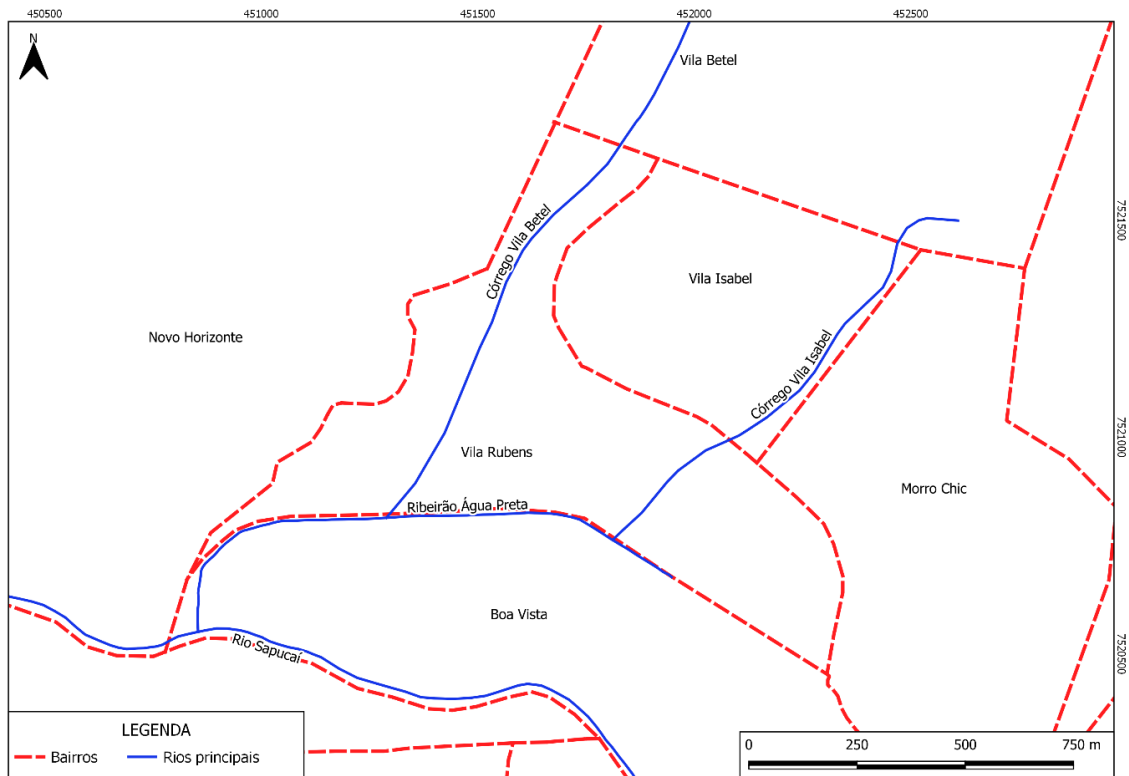 450500
451000
451500
452000
452500
N
Vila Betel
7521500
Córrego Vila Betel
Vila Isabel
Novo Horizonte
Córrego Vila Isabel
Vila Rubens
7521000
Morro Chic
Ribeirão Água Preta
Boa Vista
Rio Sapucaí
7520500
LEGENDA
Bairros
Rios principais
0
250
500
750 m